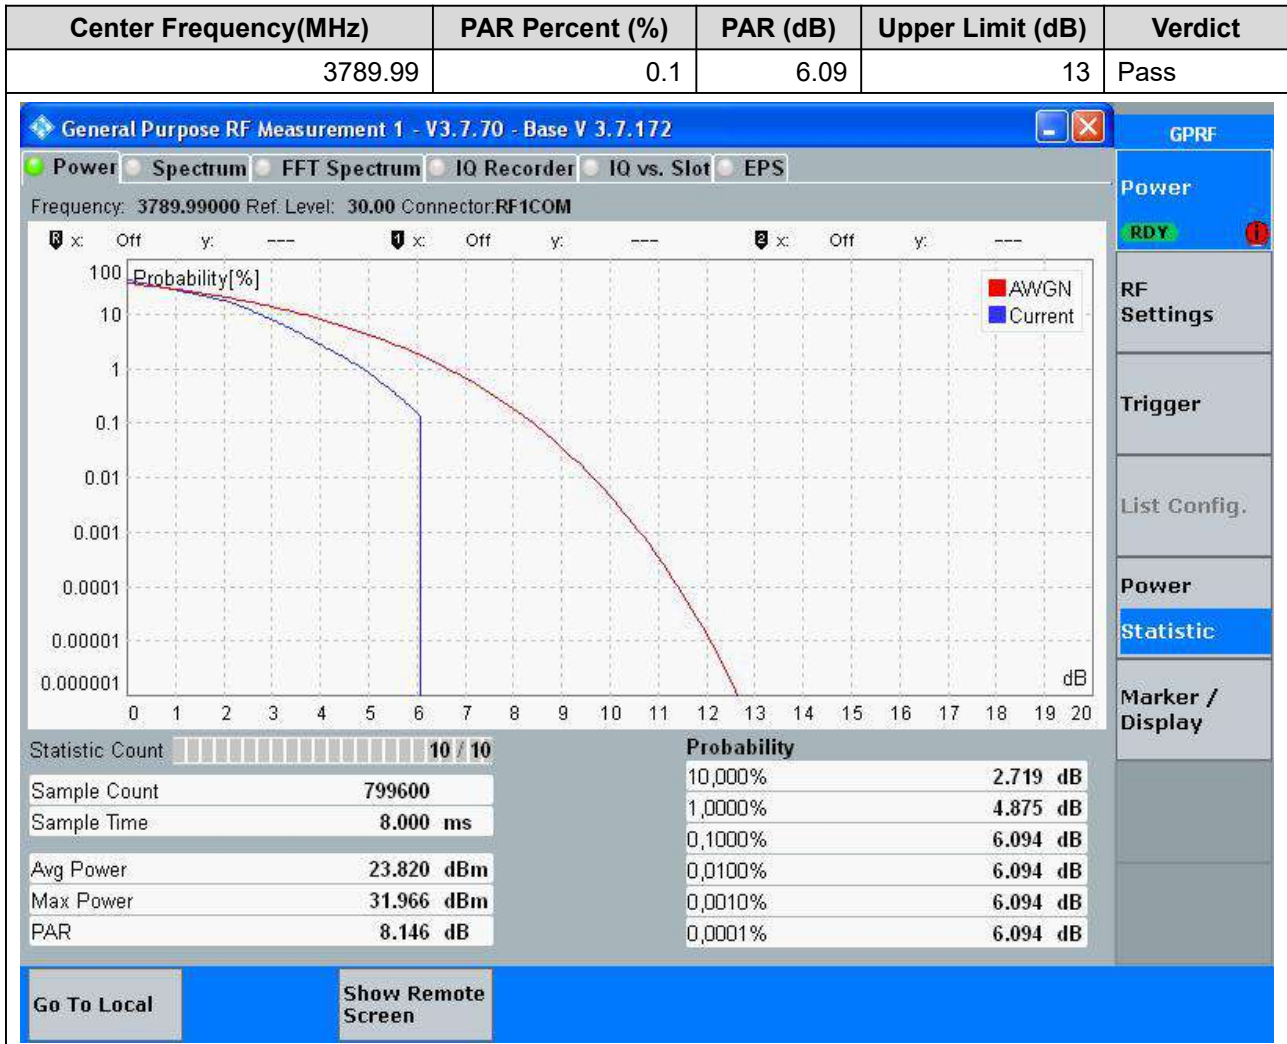 Center Frequency(MHz) PAR Percent (%) PAR (dB) Upper Limit (dB) Verdict
3789.99 0.1 6.09 13 Pass
General Purpose RF Measurement 1 - V3.7.70 - Base V 3.7.172
GPRF
Power Spectrum FFT Spectrum IQ Recorder IQ vs. Slot EPS
Frequency: 3789.99000 Ref. Level: 30.00 Connector:RF1COM
R x: Off y: --- 1 x: Off y: --- 2 x: Off y: ---
Probability[%]
100
10
1
0.1
0.01
0.001
0.0001
0.00001
0.000001
AWGN
Current
dB
0 1 2 3 4 5 6 7 8 9 10 11 12 13 14 15 16 17 18 19 20
Statistic Count 10 / 10
Sample Count 799600
Sample Time 8.000 ms
Avg Power 23.820 dBm
Max Power 31.966 dBm
PAR 8.146 dB
Probability
10,000% 2.719 dB
1,0000% 4.875 dB
0,1000% 6.094 dB
0,0100% 6.094 dB
0,0010% 6.094 dB
0,0001% 6.094 dB
Power
RDY
RF
Settings
Trigger
List Config.
Power
Statistic
Marker /
Display
Go To Local
Show Remote
Screen